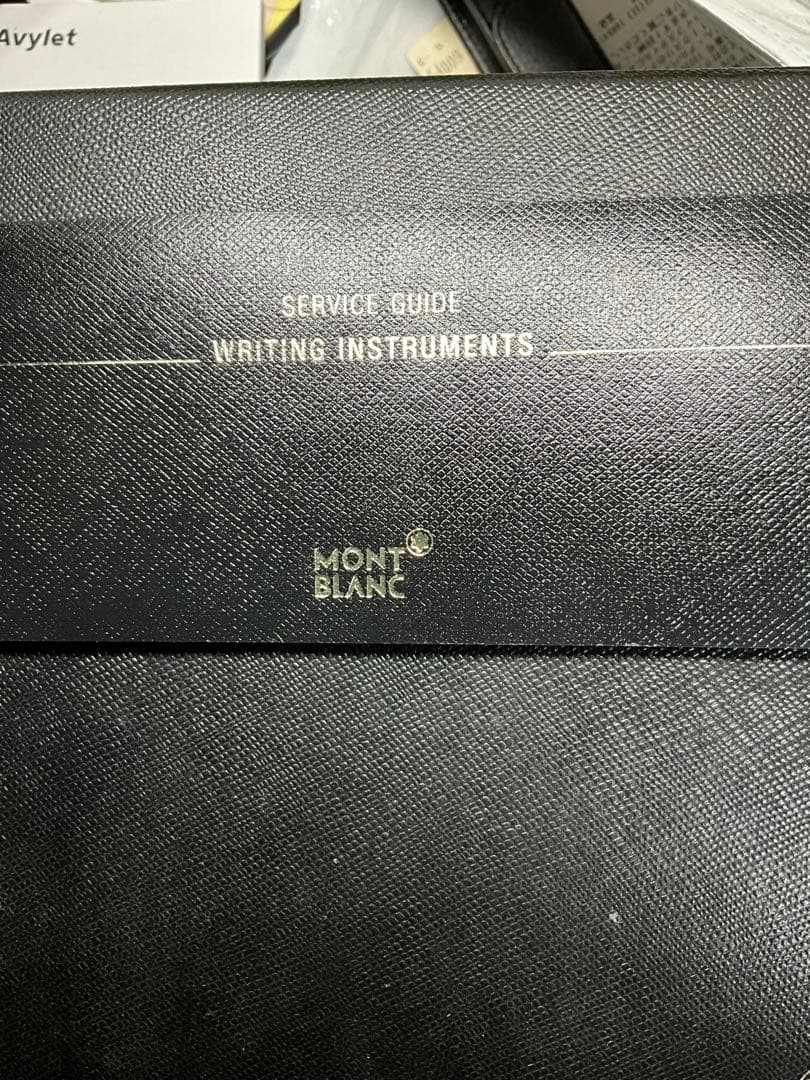 Avylet
SERVICE GUIDE
WRITING INSTRUMENTS
MONT
BLANC